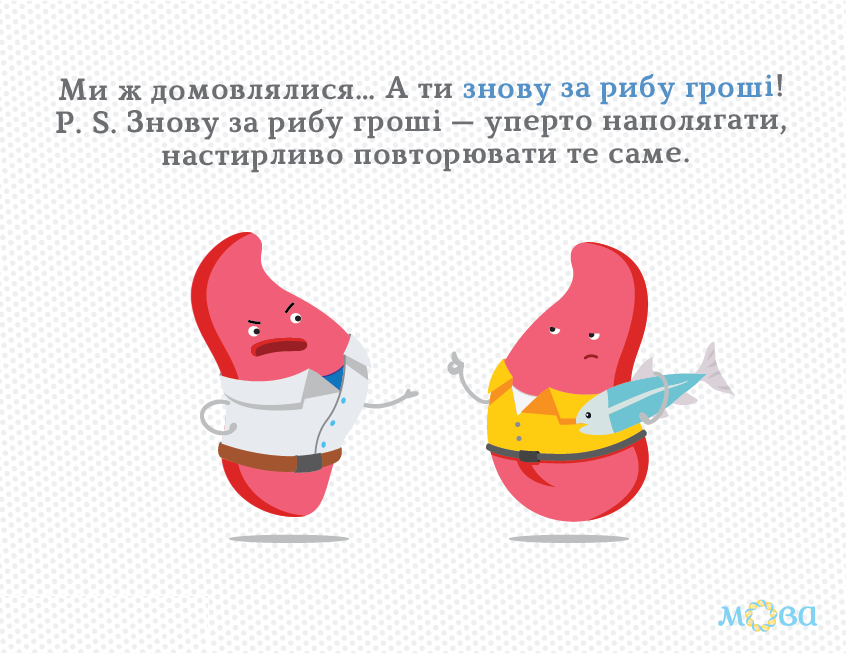 Ми ж домовлялися... А ти знову за рибу гроші!
P. S. Знову за рибу гроші — уперто наполягати,
настирливо повторювати те саме.
мова